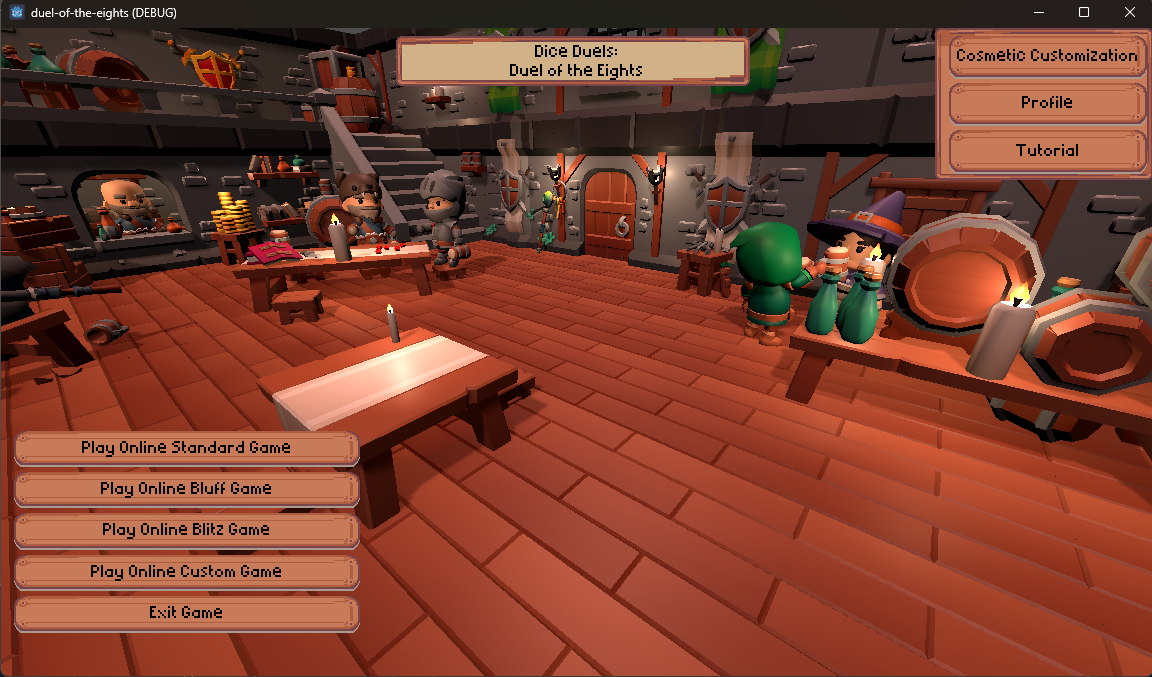 duel-of-the-eights (DEBUG)
Dice Duels:
Duel of the Eights
Cosmetic Customization
Profile
Tutorial
Play Online Standard Game
Play Online Bluff Game
Play Online Blitz Game
Play Online Custom Game
Exit Game